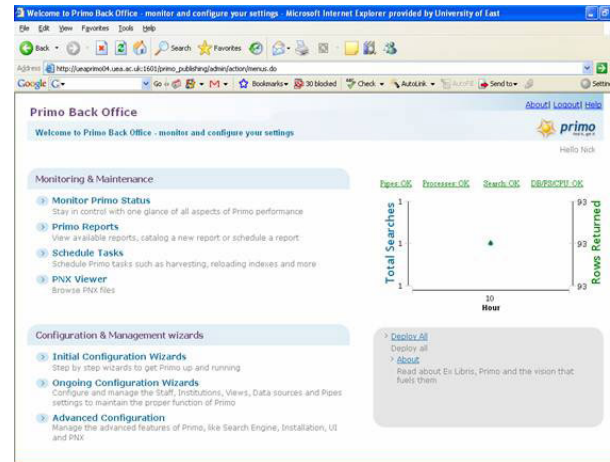 Welcome to Primo Back Office - monitor and configure your settings - Microsoft Internet Explorer provided by University of East
File Edit View Favorites Tools Help
Back Search Favorites
Address http://ueaprimo04.uea.ac.uk:1601/primo_publishing/admin/action/menus.do
Google G Go Bookmarks 30 blocked Check AutoLink AutoFill Send to Settin
About| Logout| Help
Primo Back Office
Welcome to Primo Back Office - monitor and configure your settings
primo
Hello Nick
Monitoring & Maintenance
Monitor Primo Status
Stay in control with one glance of all aspects of Primo performance
Primo Reports
View available reports, catalog a new report or schedule a report
Schedule Tasks
Schedule Primo tasks such as harvesting, reloading indexes and more
PNX Viewer
Browse PNX files
Pipes:OK Processes:OK Search:OK DB/FS/CPU:OK
Total Searches
1
1
1
93
93
93
Rows Returned
10
Hour
Configuration & Management wizards
Initial Configuration Wizards
Step by step wizards to get Primo up and running
Ongoing Configuration Wizards
Configure and manage the Staff, Institutions, Views, Data sources and Pipes
settings to maintain the proper function of Primo
Advanced Configuration
Manage the advanced features of Primo, like Search Engine, Installation, UI
and PNX
> Deploy All
Deploy all
> About
Read about Ex Libris, Primo and the vision that
fuels them